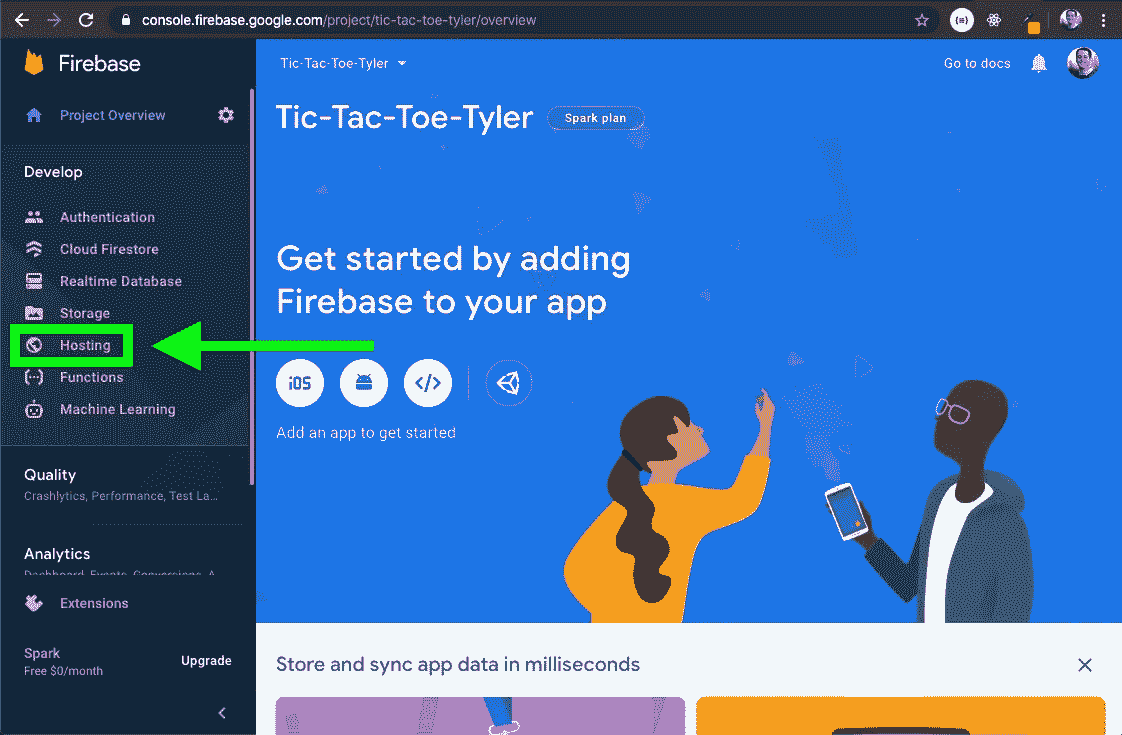 console.firebase.google.com/project/tic-tac-toe-tyler/overview
Firebase
Project Overview
Develop
Authentication
Cloud Firestore
Realtime Database
Storage
Hosting
Functions
Machine Learning
Quality
Crashlytics, Performance, Test La...
Analytics
Dashboard, Events, Conversions, A
Extensions
Spark
Free $0/month
Upgrade
Tic-Tac-Toe-Tyler
Go to docs
Tic-Tac-Toe-Tyler
Spark plan
Get started by adding
Firebase to your app
iOS
Add an app to get started
Store and sync app data in milliseconds